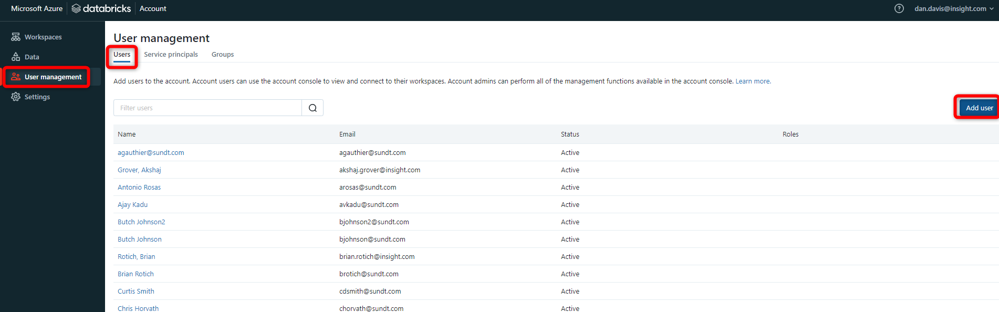 Microsoft Azure databricks Account ? dan.davis@insight.com
Workspaces
Data
User management
Settings
User management
Users Service principals Groups
Add users to the account. Account users can use the account console to view and connect to their workspaces. Account admins can perform all of the management functions available in the account console. Learn more.
Filter users
Add user
Name Email Status Roles
agauthier@sundt.com agauthier@sundt.com Active
Grover, Akshaj akshaj.grover@insight.com Active
Antonio Rosas arosas@sundt.com Active
Ajay Kadu avkadu@sundt.com Active
Butch Johnson2 bjohnson2@sundt.com Active
Butch Johnson bjohnson@sundt.com Active
Rotich, Brian brian.rotich@insight.com Active
Brian Rotich brotich@sundt.com Active
Curtis Smith cdsmith@sundt.com Active
Chris Horvath chorvath@sundt.com Active